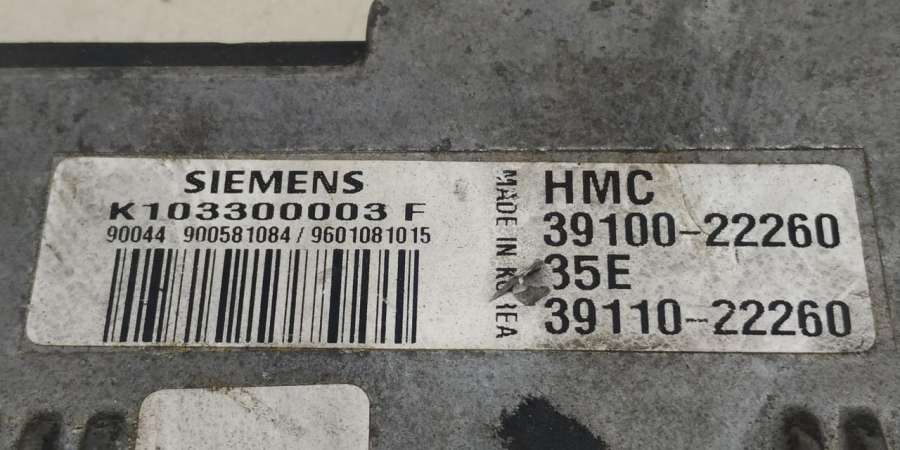 SIEMENS
K103300003 F
90044 900581084 / 9601081015
MADE IN KOREA
HMC
39100-22260
35E
39110-22260